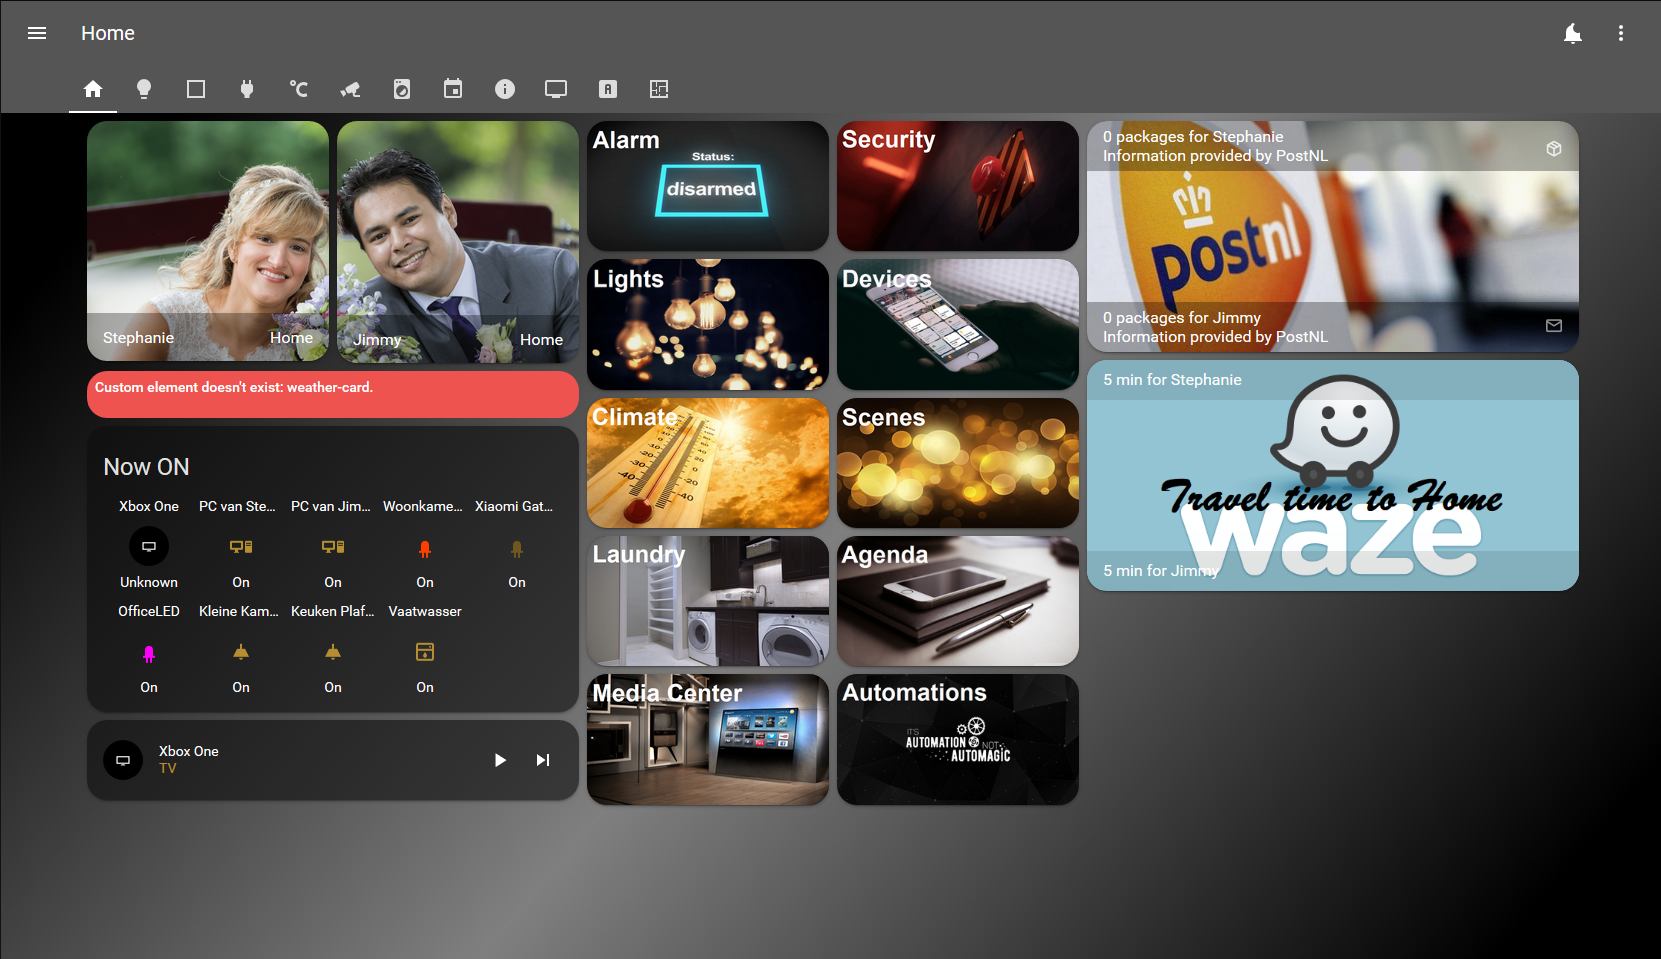 Home
Stephanie
Home
Jimmy
Home
Custom element doesn't exist: weather-card.
Now ON
Xbox One
PC van Ste...
PC van Jim...
Woonkame...
Xiaomi Gat...
Unknown
On
On
On
On
OfficeLED
Kleine Kam...
Keuken Plaf...
Vaatwasser
On
On
On
On
Xbox One
TV
Alarm
Status:
disarmed
Security
Lights
Devices
Climate
Scenes
Laundry
Agenda
Media Center
Automations
IT'S
AUTOMATION
NOT
AUTOMAGIC
0 packages for Stephanie
Information provided by PostNL
postnl
0 packages for Jimmy
Information provided by PostNL
5 min for Stephanie
Travel time to Home
waze
5 min for Jimmy